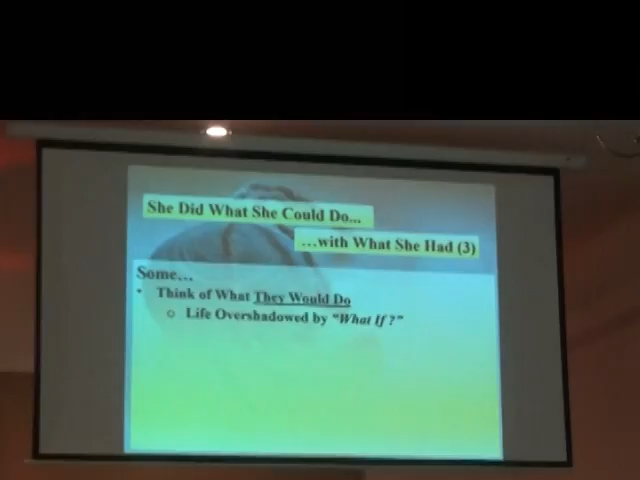 She Did What She Could Do...
...with What She Had (3)
Some...
• Think of What They Would Do
o Life Overshadowed by "What If ?"